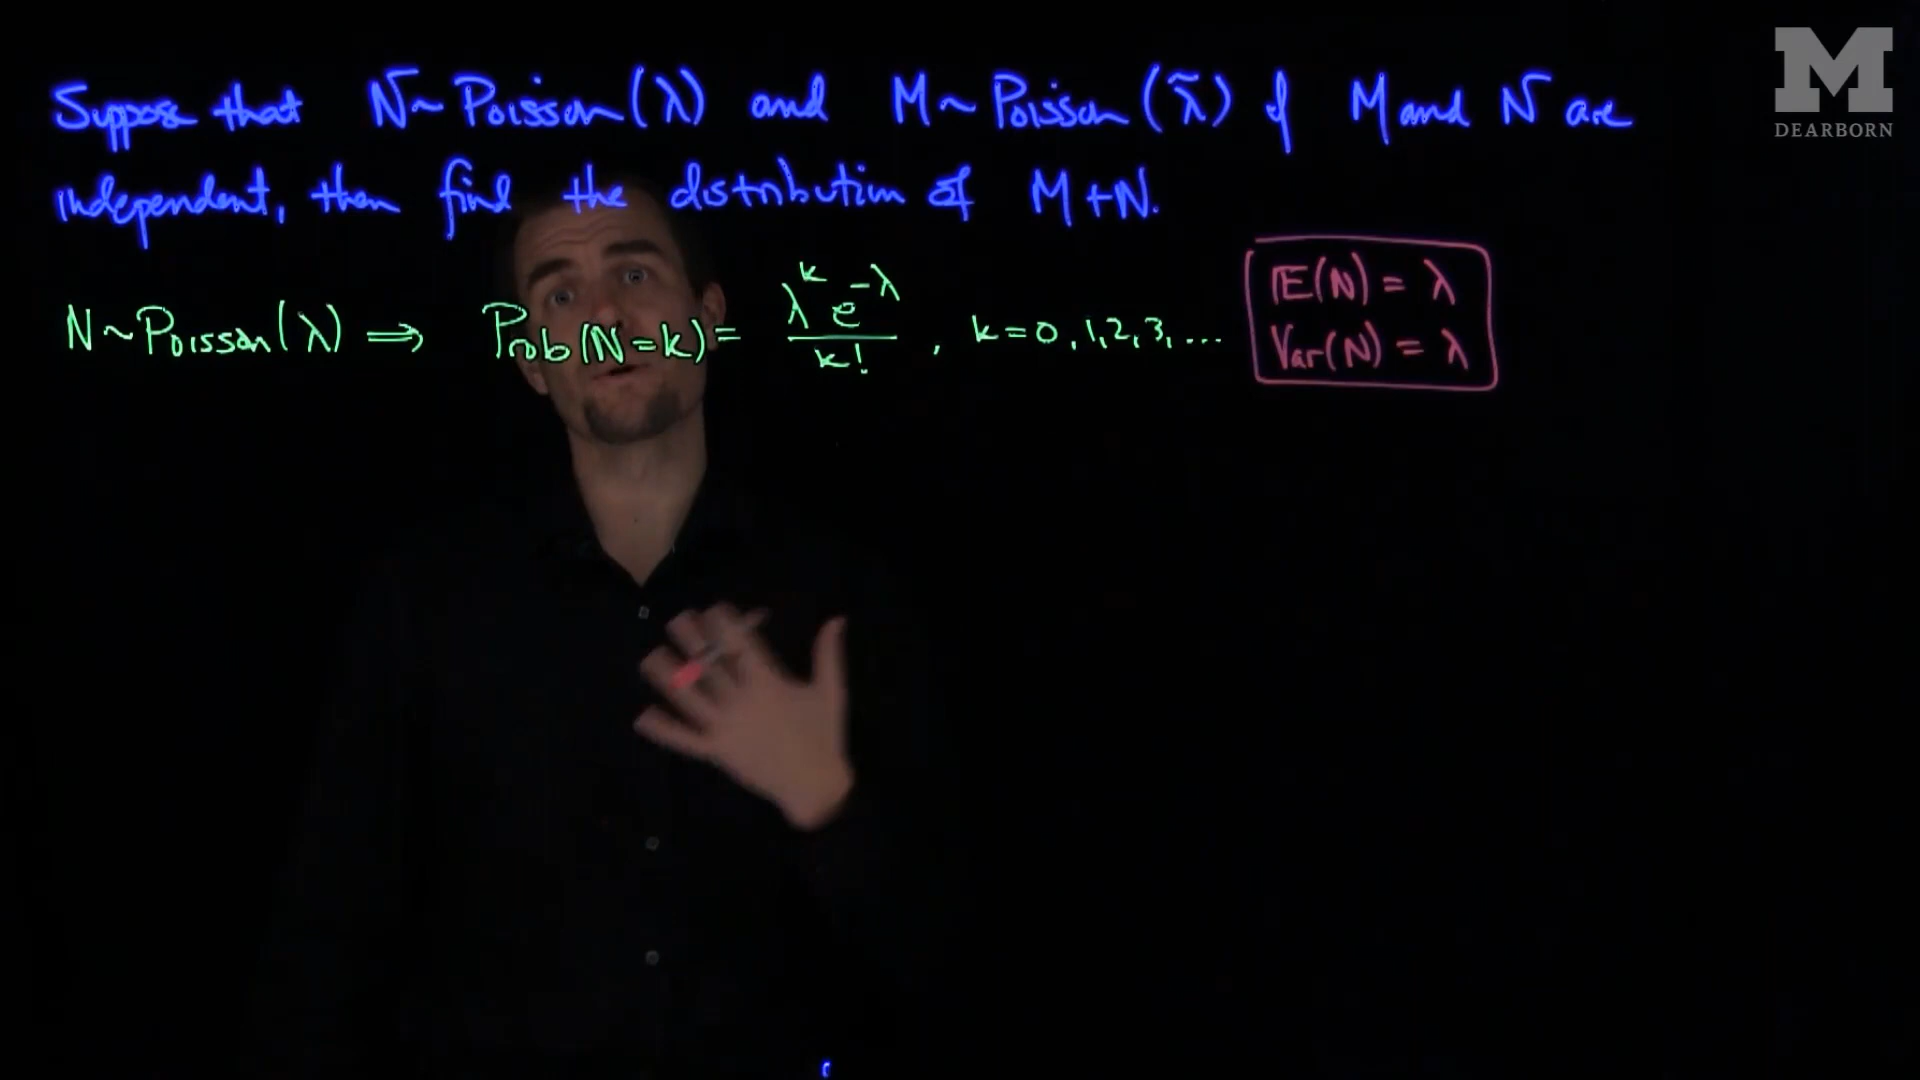 Suppose that N~Poisson(λ) and M~Poisson(λ̃) if M and N are
independent, then find the distribution of M+N.
N~Poisson(λ) ⟹ Prob(N=k) = λ^k e^-λ / k! , k=0,1,2,3,...
E(N) = λ
Var(N) = λ
M
DEARBORN